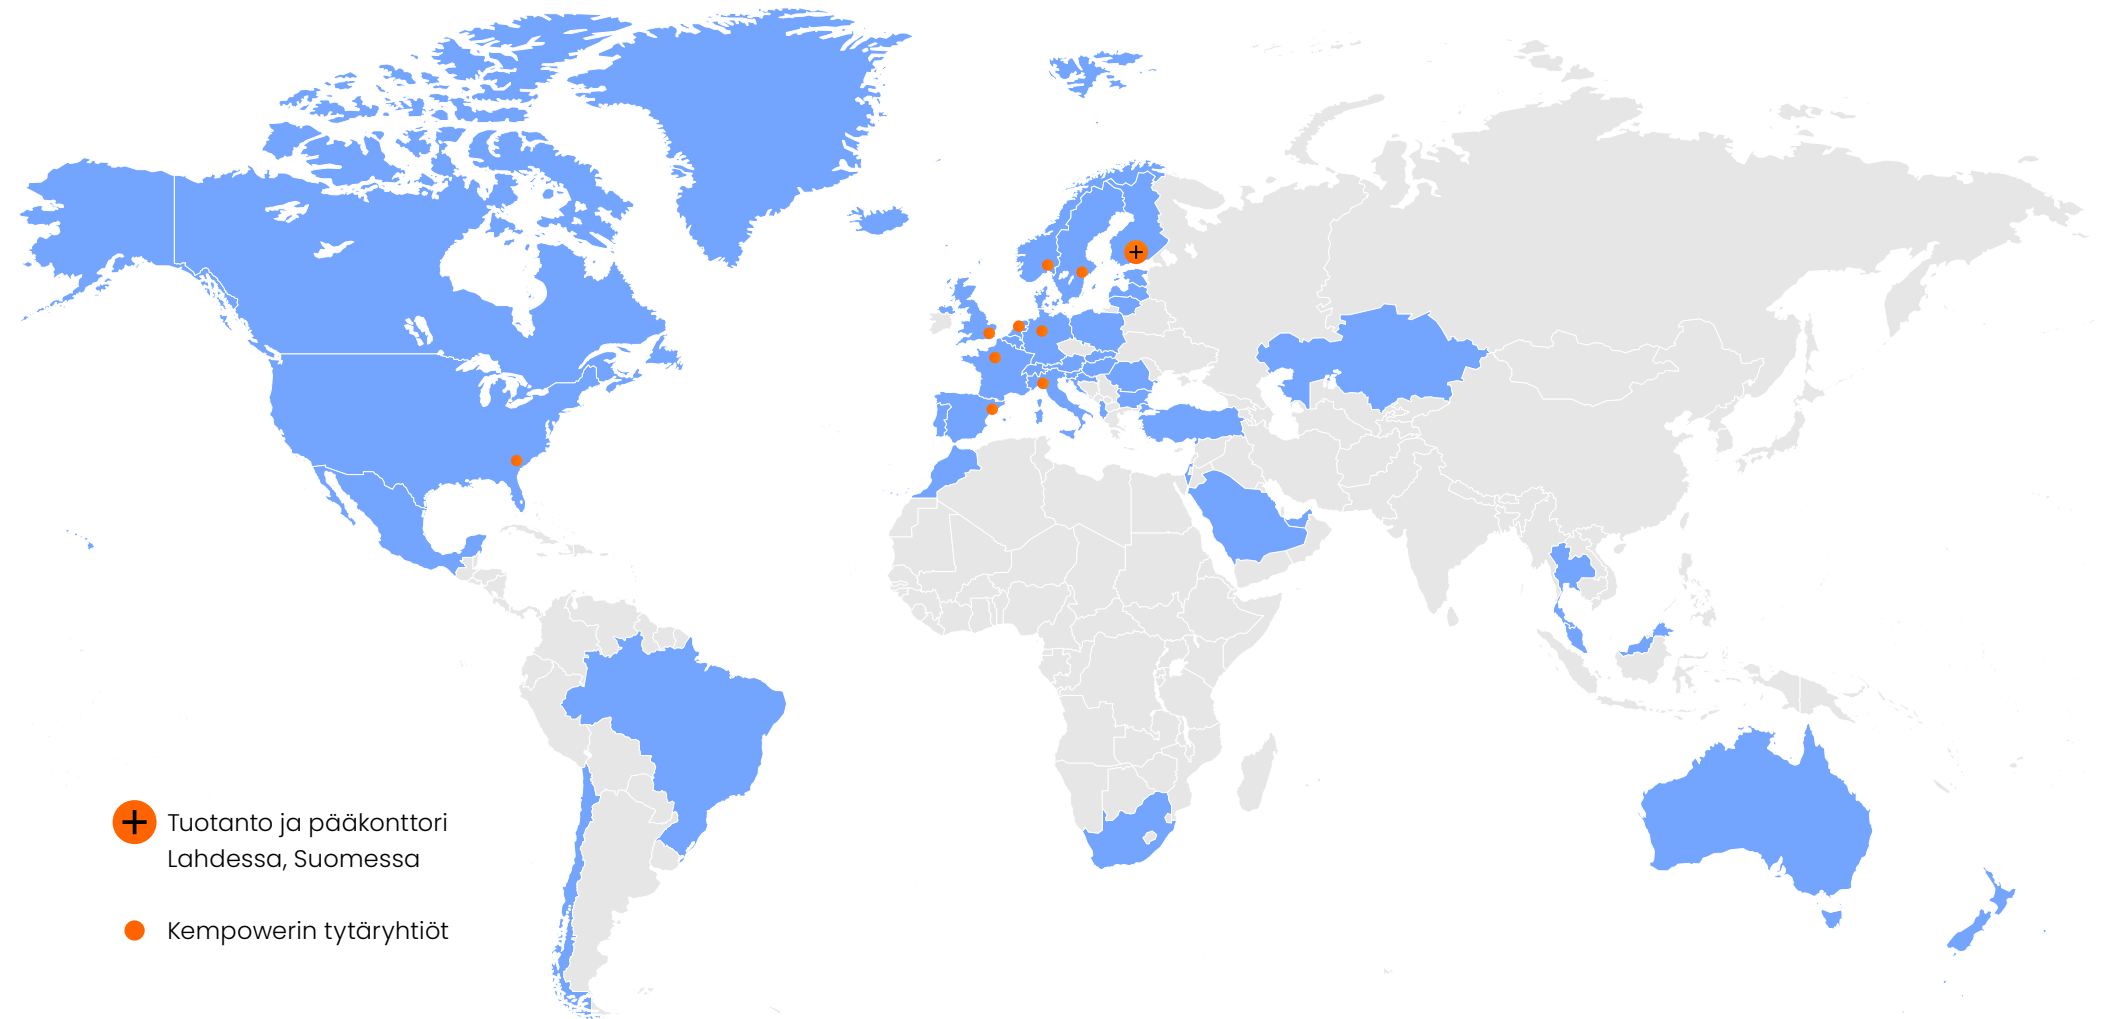 Tuotanto ja pääkonttori
Lahdessa, Suomessa
Kempowerin tytäryhtiöt